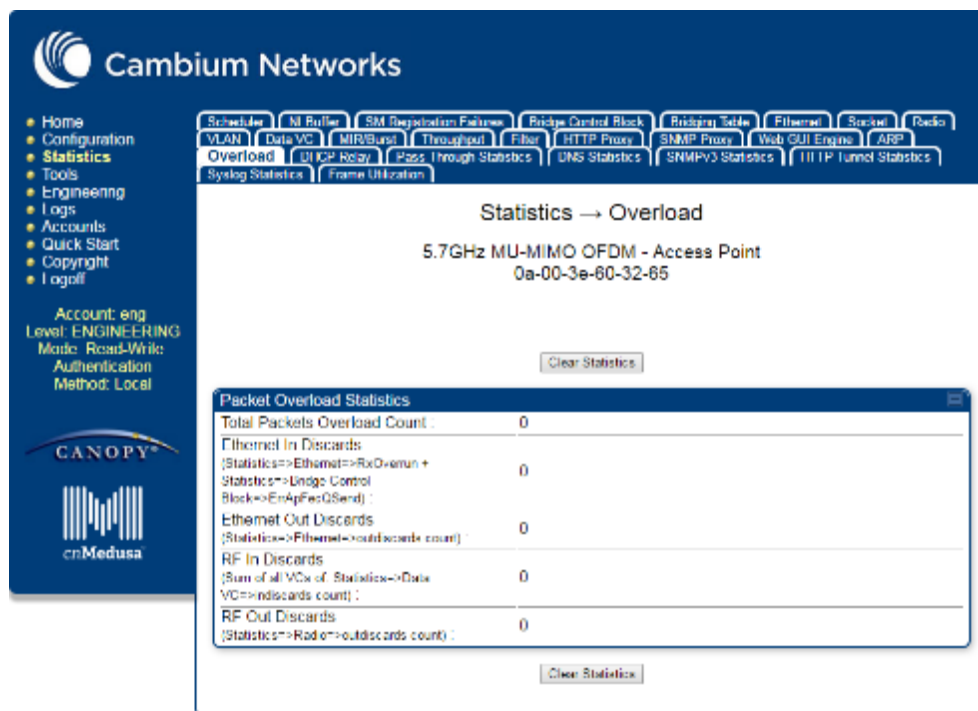 Cambium Networks
Home
Configuration
Statistics
Tools
Engineering
Logs
Accounts
Quick Start
Copyright
Logoff
Account: eng
Level: ENGINEERING
Mode: Read-Write
Authentication
Method: Local
CANOPY
cnMedusa
Scheduler NI Buffer SM Registration Failures Bridge Control Block Bridging Table Ethernet Socket Radio
VLAN Data VC MIR/Burst Throughput Filter HTTP Proxy SNMP Proxy Web GUI Engine ARP
Overload DHCP Relay Pass Through Statistics DNS Statistics SNMPv3 Statistics HTTP Tunnel Statistics
Syslog Statistics Frame Utilization
Statistics → Overload
5.7GHz MU-MIMO OFDM - Access Point
0a-00-3e-60-32-65
Clear Statistics
Packet Overload Statistics
Total Packets Overload Count : 0
Ethernet In Discards
(Statistics=>Ethernet=>RxOverrun +
Statistics=>Bridge Control
Block=>ErrApFecQSend) : 0
Ethernet Out Discards
(Statistics=>Ethernet=>outdiscards count) : 0
RF In Discards
(Sum of all VCs of: Statistics=>Data
VC=>indiscards count) : 0
RF Out Discards
(Statistics=>Radio=>outdiscards count) : 0
Clear Statistics